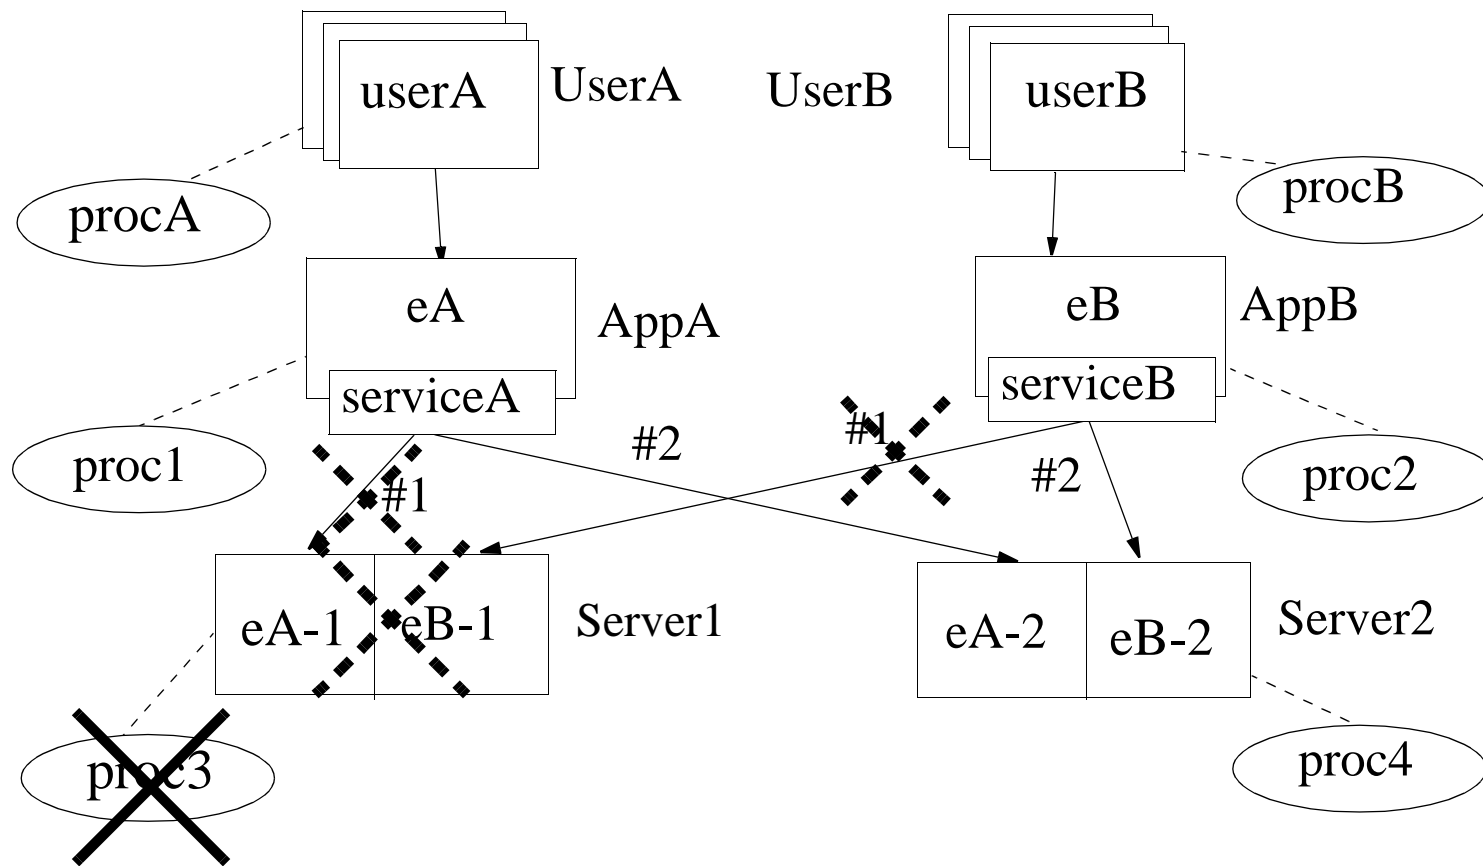 userA
UserA
UserB
userB
procA
procB
eA
AppA
eB
AppB
serviceA
serviceB
#2
#1
proc1
#1
#2
proc2
eA-1
eB-1
Server1
eA-2
eB-2
Server2
proc3
proc4